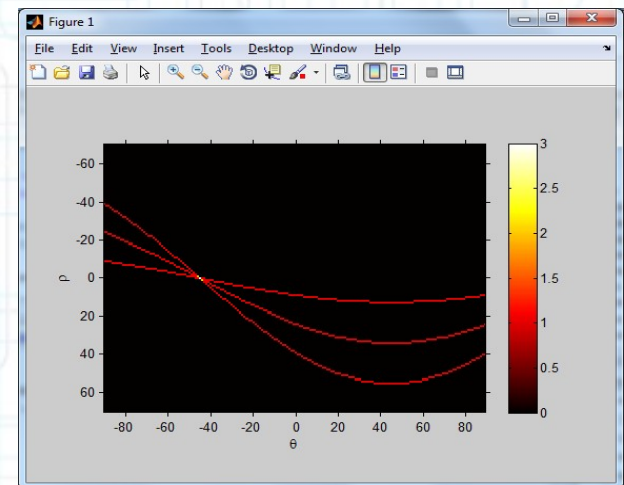 Figure 1
File Edit View Insert Tools Desktop Window Help
-60
-40
-20
0
20
40
60
ρ
-80 -60 -40 -20 0 20 40 60 80
θ
3
2.5
2
1.5
1
0.5
0